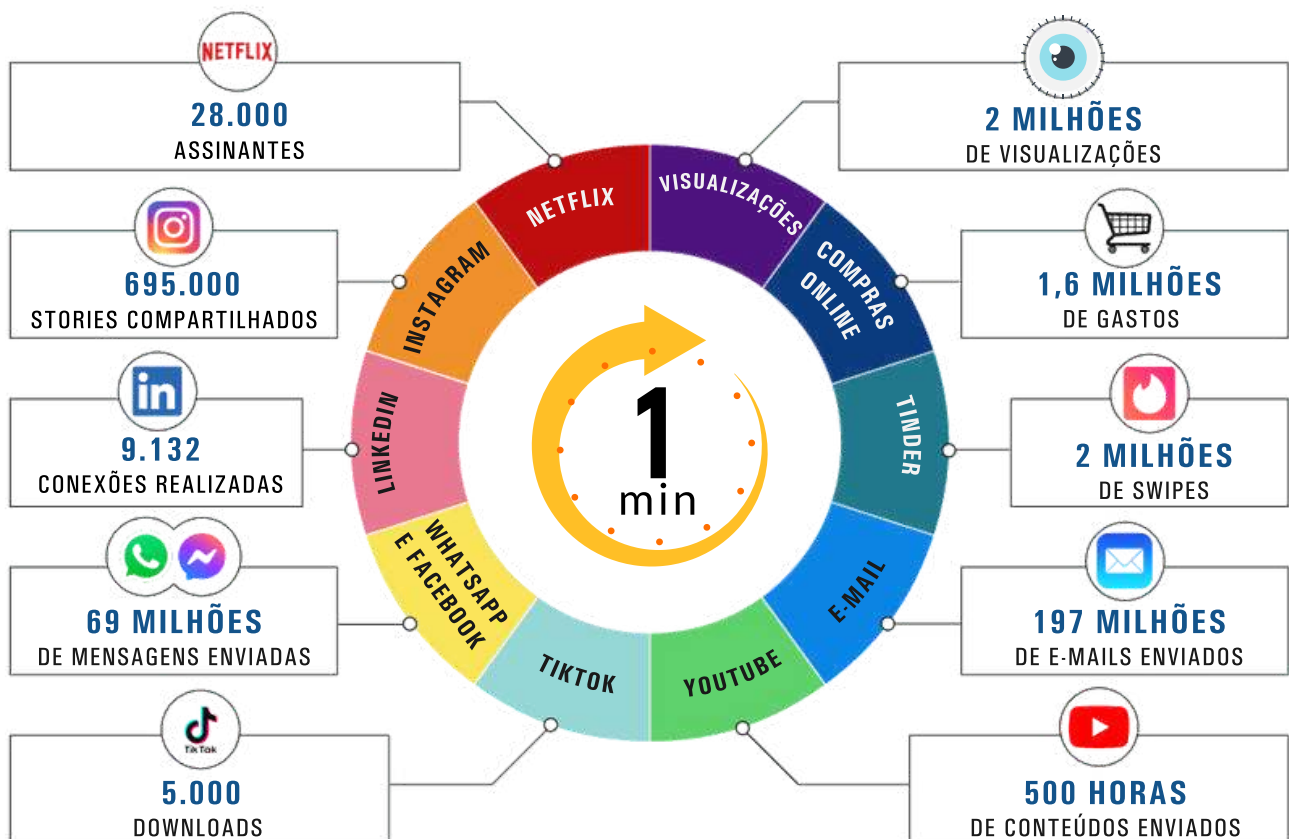 NETFLIX
28.000
ASSINANTES
2 MILHÕES
DE VISUALIZAÇÕES
695.000
STORIES COMPARTILHADOS
1,6 MILHÕES
DE GASTOS
in
9.132
CONEXÕES REALIZADAS
2 MILHÕES
DE SWIPES
69 MILHÕES
DE MENSAGENS ENVIADAS
197 MILHÕES
DE E-MAILS ENVIADOS
TikTok
5.000
DOWNLOADS
500 HORAS
DE CONTEÚDOS ENVIADOS
NETFLIX
VISUALIZAÇÕES
COMPRAS
ONLINE
TINDER
E-MAIL
YOUTUBE
TIKTOK
WHATSAPP
E FACEBOOK
LINKEDIN
INSTAGRAM
1
min